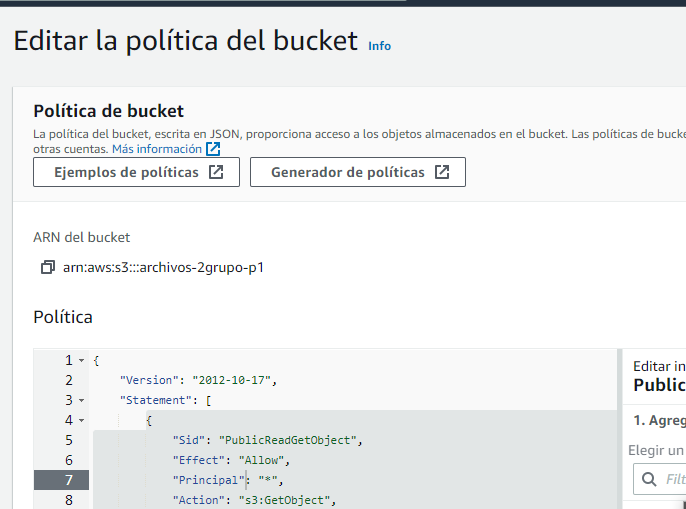 Editar la política del bucket Info
Política de bucket
La política del bucket, escrita en JSON, proporciona acceso a los objetos almacenados en el bucket. Las políticas de
otras cuentas. Más información
Ejemplos de políticas Generador de políticas
ARN del bucket
arn:aws:s3:::archivos-2grupo-p1
Política
1 {
2 "Version": "2012-10-17",
3 "Statement": [
4 {
5 "Sid": "PublicReadGetObject",
6 "Effect": "Allow",
7 "Principal": "*",
8 "Action": "s3:GetObject",
Editar in
Public
1. Agreg
Elegir un
Filt